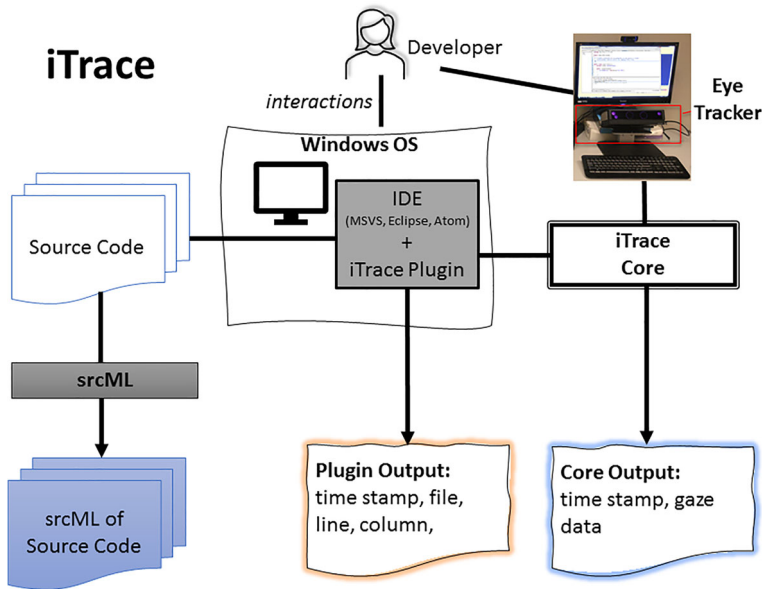 iTrace
Developer
interactions
Eye
Tracker
Windows OS
IDE
(MSVS, Eclipse, Atom)
+
iTrace Plugin
Source Code
iTrace
Core
srcML
Plugin Output:
time stamp, file,
line, column,
Core Output:
time stamp, gaze
data
srcML of
Source Code